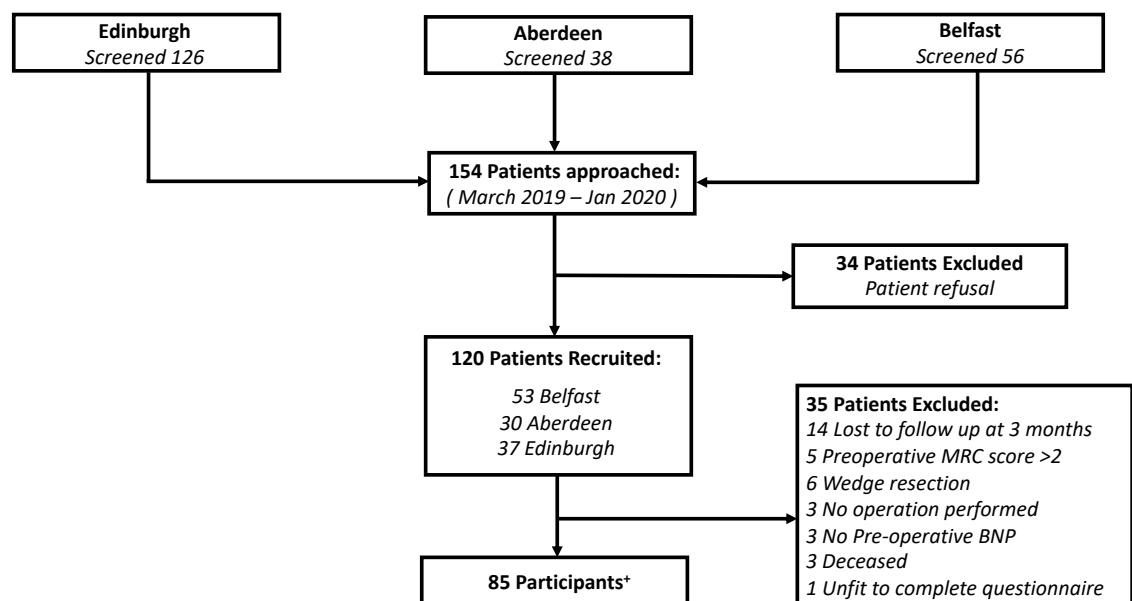 Edinburgh
Screened 126
Aberdeen
Screened 38
Belfast
Screened 56
154 Patients approached:
( March 2019 – Jan 2020 )
34 Patients Excluded
Patient refusal
120 Patients Recruited:
53 Belfast
30 Aberdeen
37 Edinburgh
35 Patients Excluded:
14 Lost to follow up at 3 months
5 Preoperative MRC score >2
6 Wedge resection
3 No operation performed
3 No Pre-operative BNP
3 Deceased
1 Unfit to complete questionnaire
85 Participants⁺